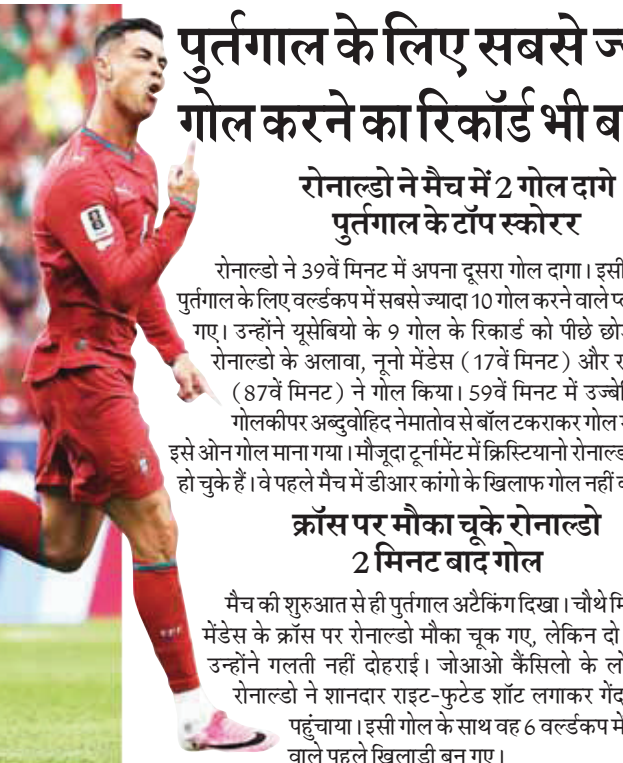 पुर्तगाल के लिए सबसे
गोल करने का रिकॉर्ड भी
रोनाल्डो ने मैच में 2 गोल दागे
पुर्तगाल के टॉप स्कोरर
रोनाल्डो ने 39वें मिनट में अपना दूसरा गोल दागा। इसी
पुर्तगाल के लिए वर्ल्डकप में सबसे ज्यादा 10 गोल करने वाले
गए। उन्होंने यूसेबियो के 9 गोल के रिकार्ड को पीछे
रोनाल्डो के अलावा, नूनो मेंडेस (17वें मिनट) और
(87वें मिनट) ने गोल किया। 59वें मिनट में
गोलकीपर अब्दुवोहिद नेमातोव से बॉल टकराकर गोल
इसे ओन गोल माना गया। मौजूदा टूर्नामेंट में क्रिस्टियानो
हो चुके हैं। वे पहले मैच में डीआर कांगो के खिलाफ गोल नहीं
क्रॉस पर मौका चूके रोनाल्डो
2 मिनट बाद गोल
मैच की शुरुआत से ही पुर्तगाल अटैकिंग दिखा। चौथे
मेंडेस के क्रॉस पर रोनाल्डो मौका चूक गए, लेकिन दो
उन्होंने गलती नहीं दोहराई। जोआओ कैंसिलो के
रोनाल्डो ने शानदार राइट-फुटेड शॉट लगाकर
पहुंचाया। इसी गोल के साथ वह 6 वर्ल्डकप
वाले पहले खिलाड़ी बन गए।